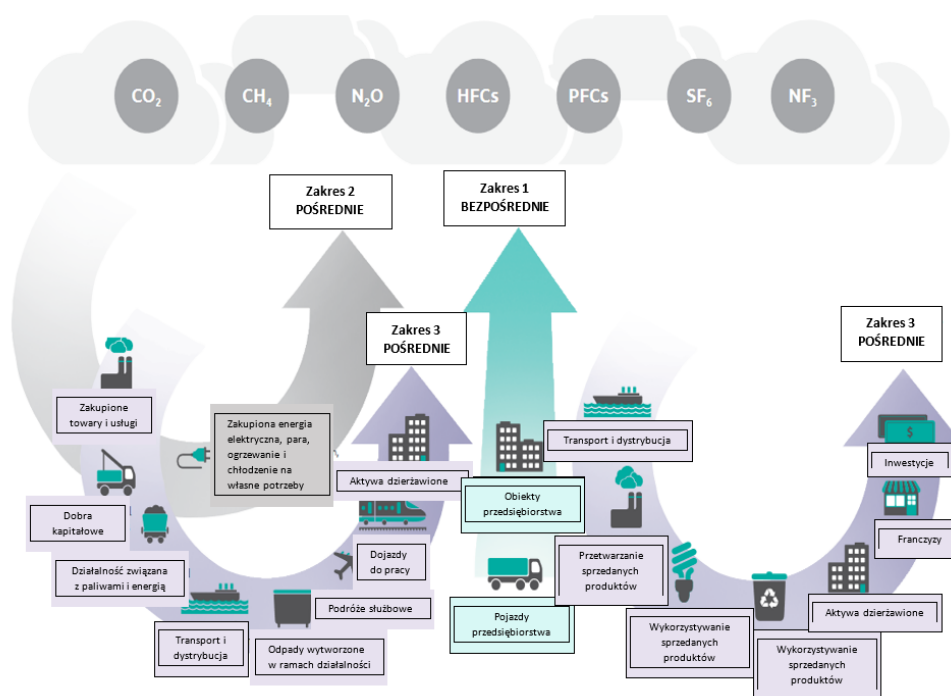 CO₂ CH₄ N₂O HFCs PFCs SF₆ NF₃
Zakres 2
POŚREDNIE
Zakres 1
BEZPOŚREDNIE
Zakres 3
POŚREDNIE
Zakres 3
POŚREDNIE
Zakupione
towary i usługi
Dobra
kapitałowe
Działalność związana
z paliwami i energią
Transport i
dystrybucja
Odpady wytworzone
w ramach działalności
Podróże służbowe
Dojazdy
do pracy
Aktywa dzierżawione
Zakupiona energia
elektryczna, para,
ogrzewanie i
chłodzenie na
własne potrzeby
Obiekty
przedsiębiorstwa
Pojazdy
przedsiębiorstwa
Transport i dystrybucja
Przetwarzanie
sprzedanych
produktów
Wykorzystywanie
sprzedanych
produktów
Wykorzystywanie
sprzedanych
produktów
Aktywa dzierżawione
Franczyzy
Inwestycje
$